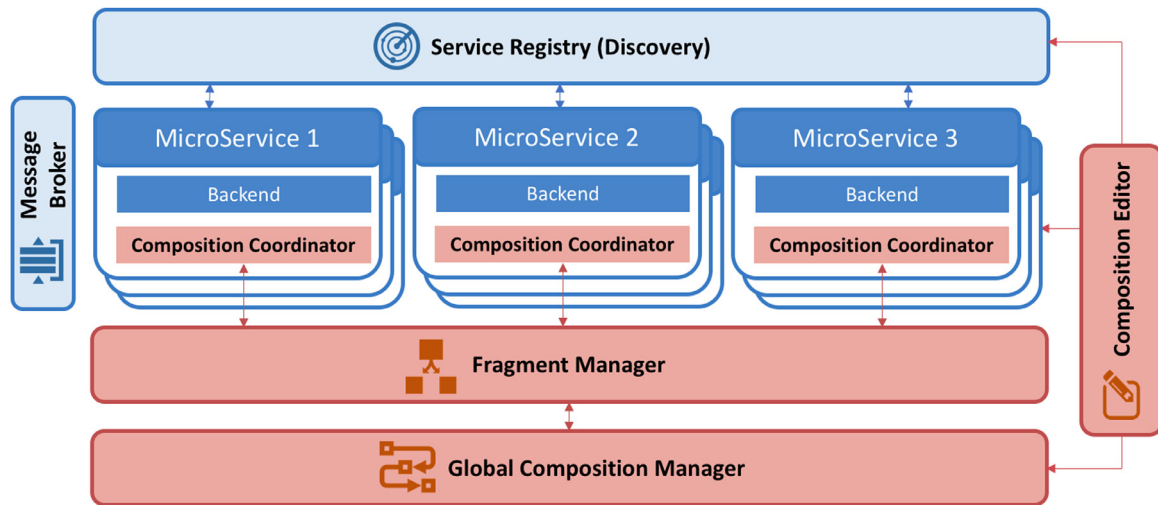 Service Registry (Discovery)
Message
Broker
MicroService 1
MicroService 2
MicroService 3
Backend
Backend
Backend
Composition Coordinator
Composition Coordinator
Composition Coordinator
Composition Editor
Fragment Manager
Global Composition Manager